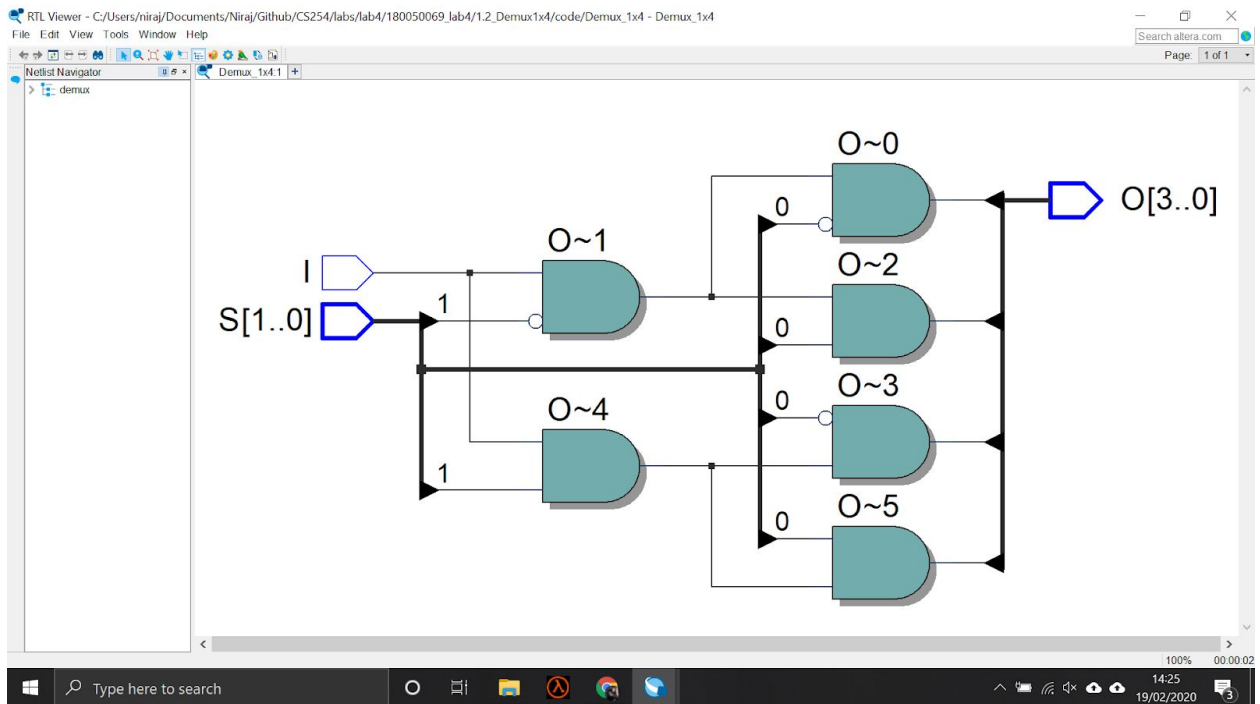 RTL Viewer - C:/Users/niraj/Documents/Niraj/Github/CS254/labs/lab4/180050069_lab4/1.2_Demux1x4/code/Demux_1x4 - Demux_1x4
File Edit View Tools Window Help
Search altera.com
Page: 1 of 1
Netlist Navigator
Demux_1x4:1
demux
O~0
0
O[3..0]
O~1
O~2
I
1
S[1..0]
0
O~3
0
O~4
1
O~5
0
100% 00:00:02
Type here to search
14:25
19/02/2020
3